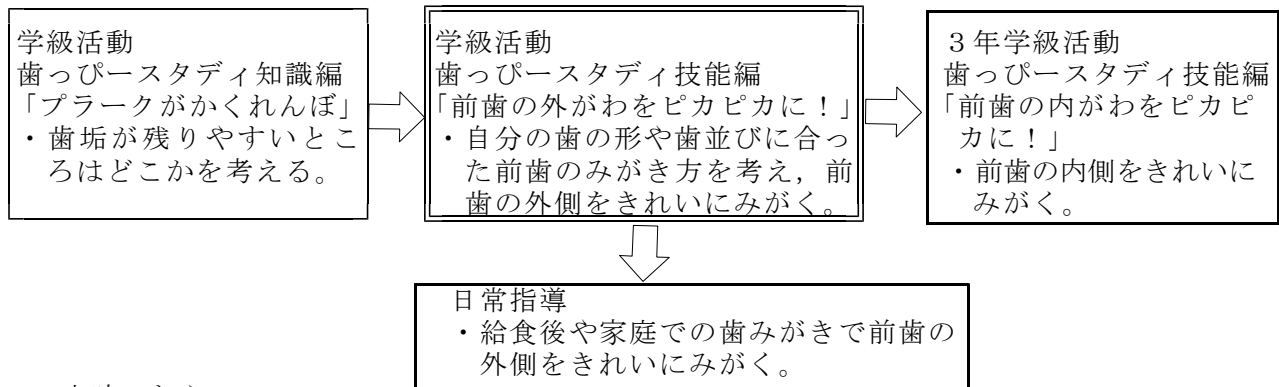 学級活動
歯っぴースタディ知識編
「プラークがかくれんぼ」
・歯垢が残りやすいとこ
ろはどこかを考える。
学級活動
歯っぴースタディ技能編
「前歯の外がわをピカピカに！」
・自分の歯の形や歯並びに合っ
た前歯のみがき方を考え，前
歯の外側をきれいにみがく。
３年学級活動
歯っぴースタディ技能編
「前歯の内がわをピカピ
カに！」
・前歯の内側をきれいに
みがく。
日常指導
・給食後や家庭での歯みがきで前歯の
外側をきれいにみがく。